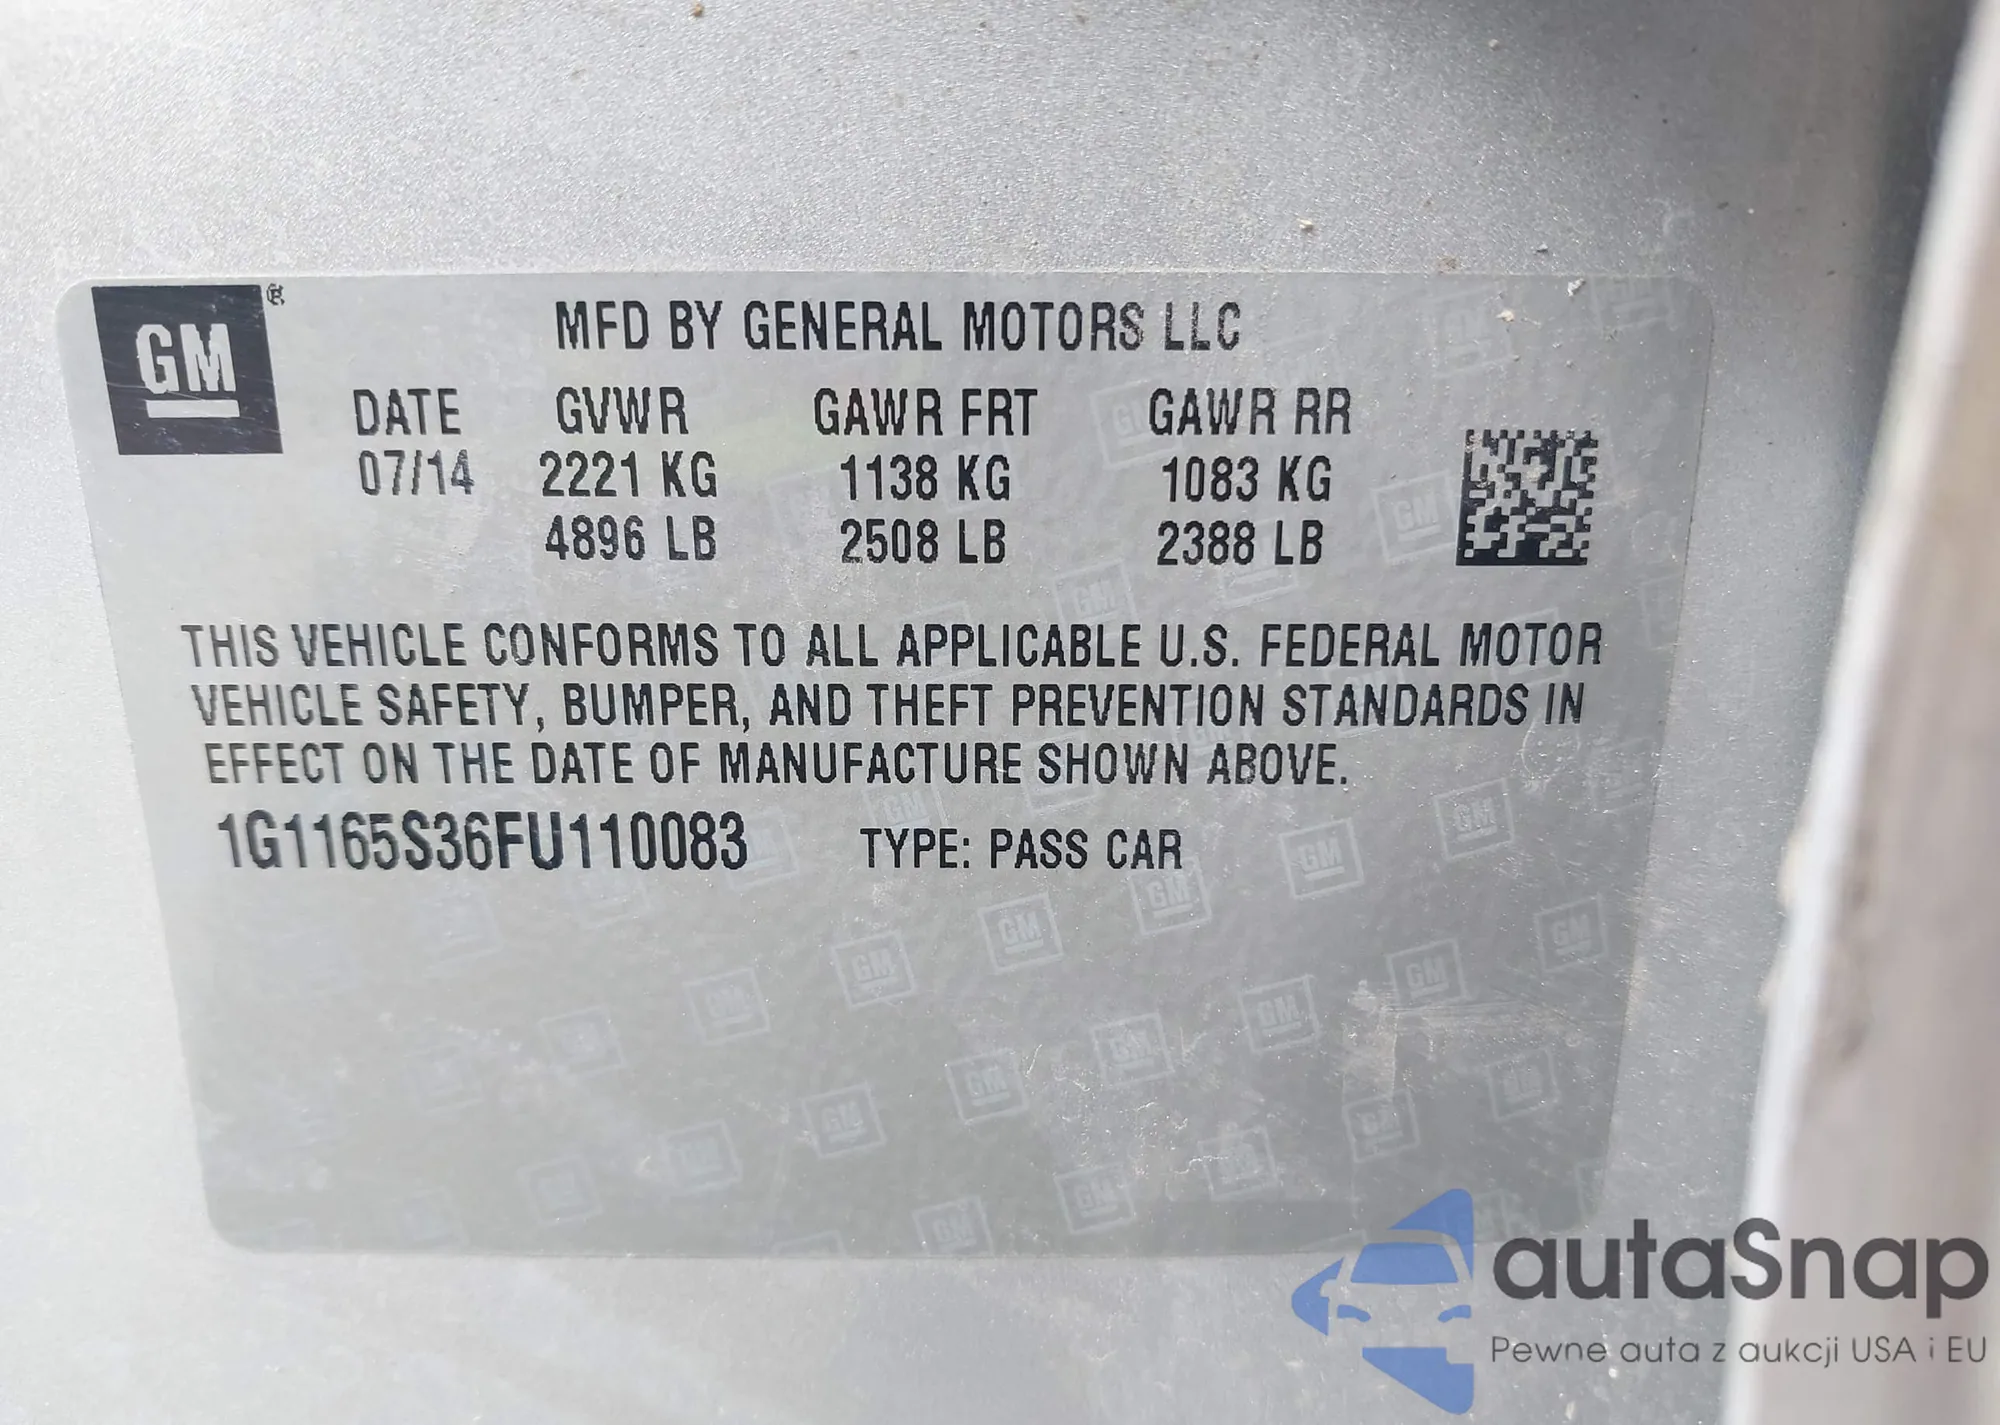 GM ®
MFD BY GENERAL MOTORS LLC
DATE GVWR GAWR FRT GAWR RR
07/14 2221 KG 1138 KG 1083 KG
4896 LB 2508 LB 2388 LB
THIS VEHICLE CONFORMS TO ALL APPLICABLE U.S. FEDERAL MOTOR
VEHICLE SAFETY, BUMPER, AND THEFT PREVENTION STANDARDS IN
EFFECT ON THE DATE OF MANUFACTURE SHOWN ABOVE.
1G1165S36FU110083 TYPE: PASS CAR
autaSnap
Pewne auta z aukcji USA i EU